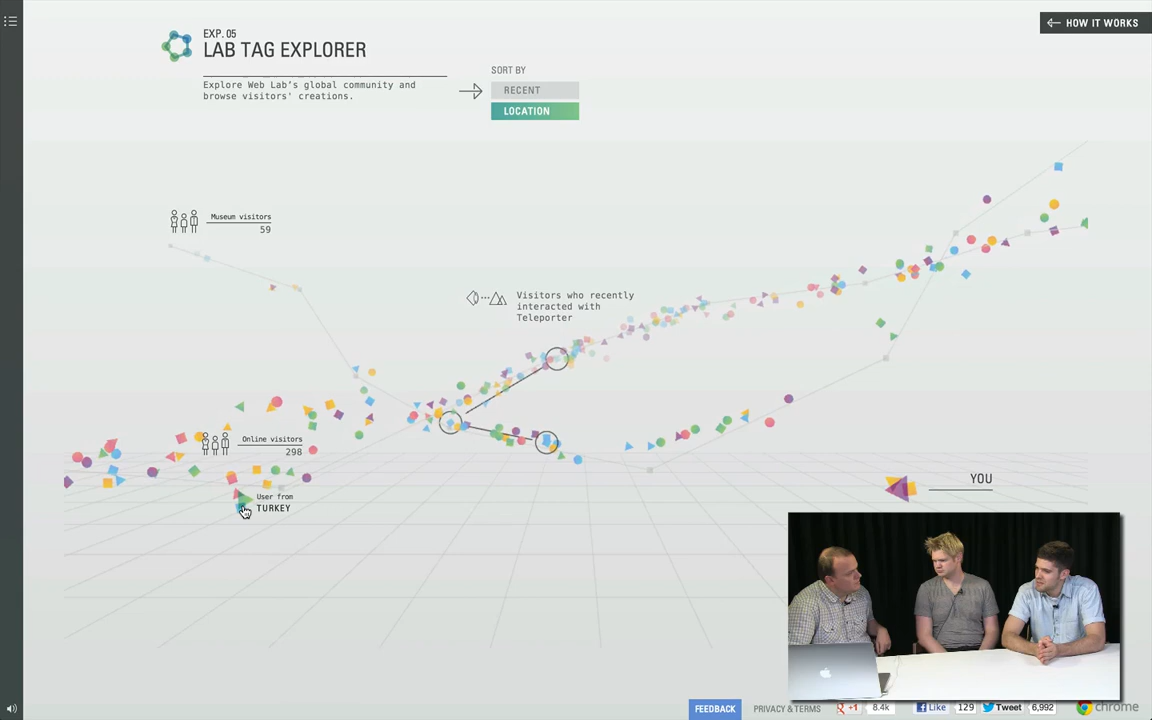 HOW IT WORKS
EXP. 05
LAB TAG EXPLORER
Explore Web Lab's global community and
browse visitors' creations.
SORT BY
RECENT
LOCATION
Museum visitors
59
Visitors who recently
interacted with
Teleporter
Online visitors
298
User from
TURKEY
YOU
FEEDBACK
PRIVACY & TERMS
+1
8.4k
Like
129
Tweet
6,992
chrome